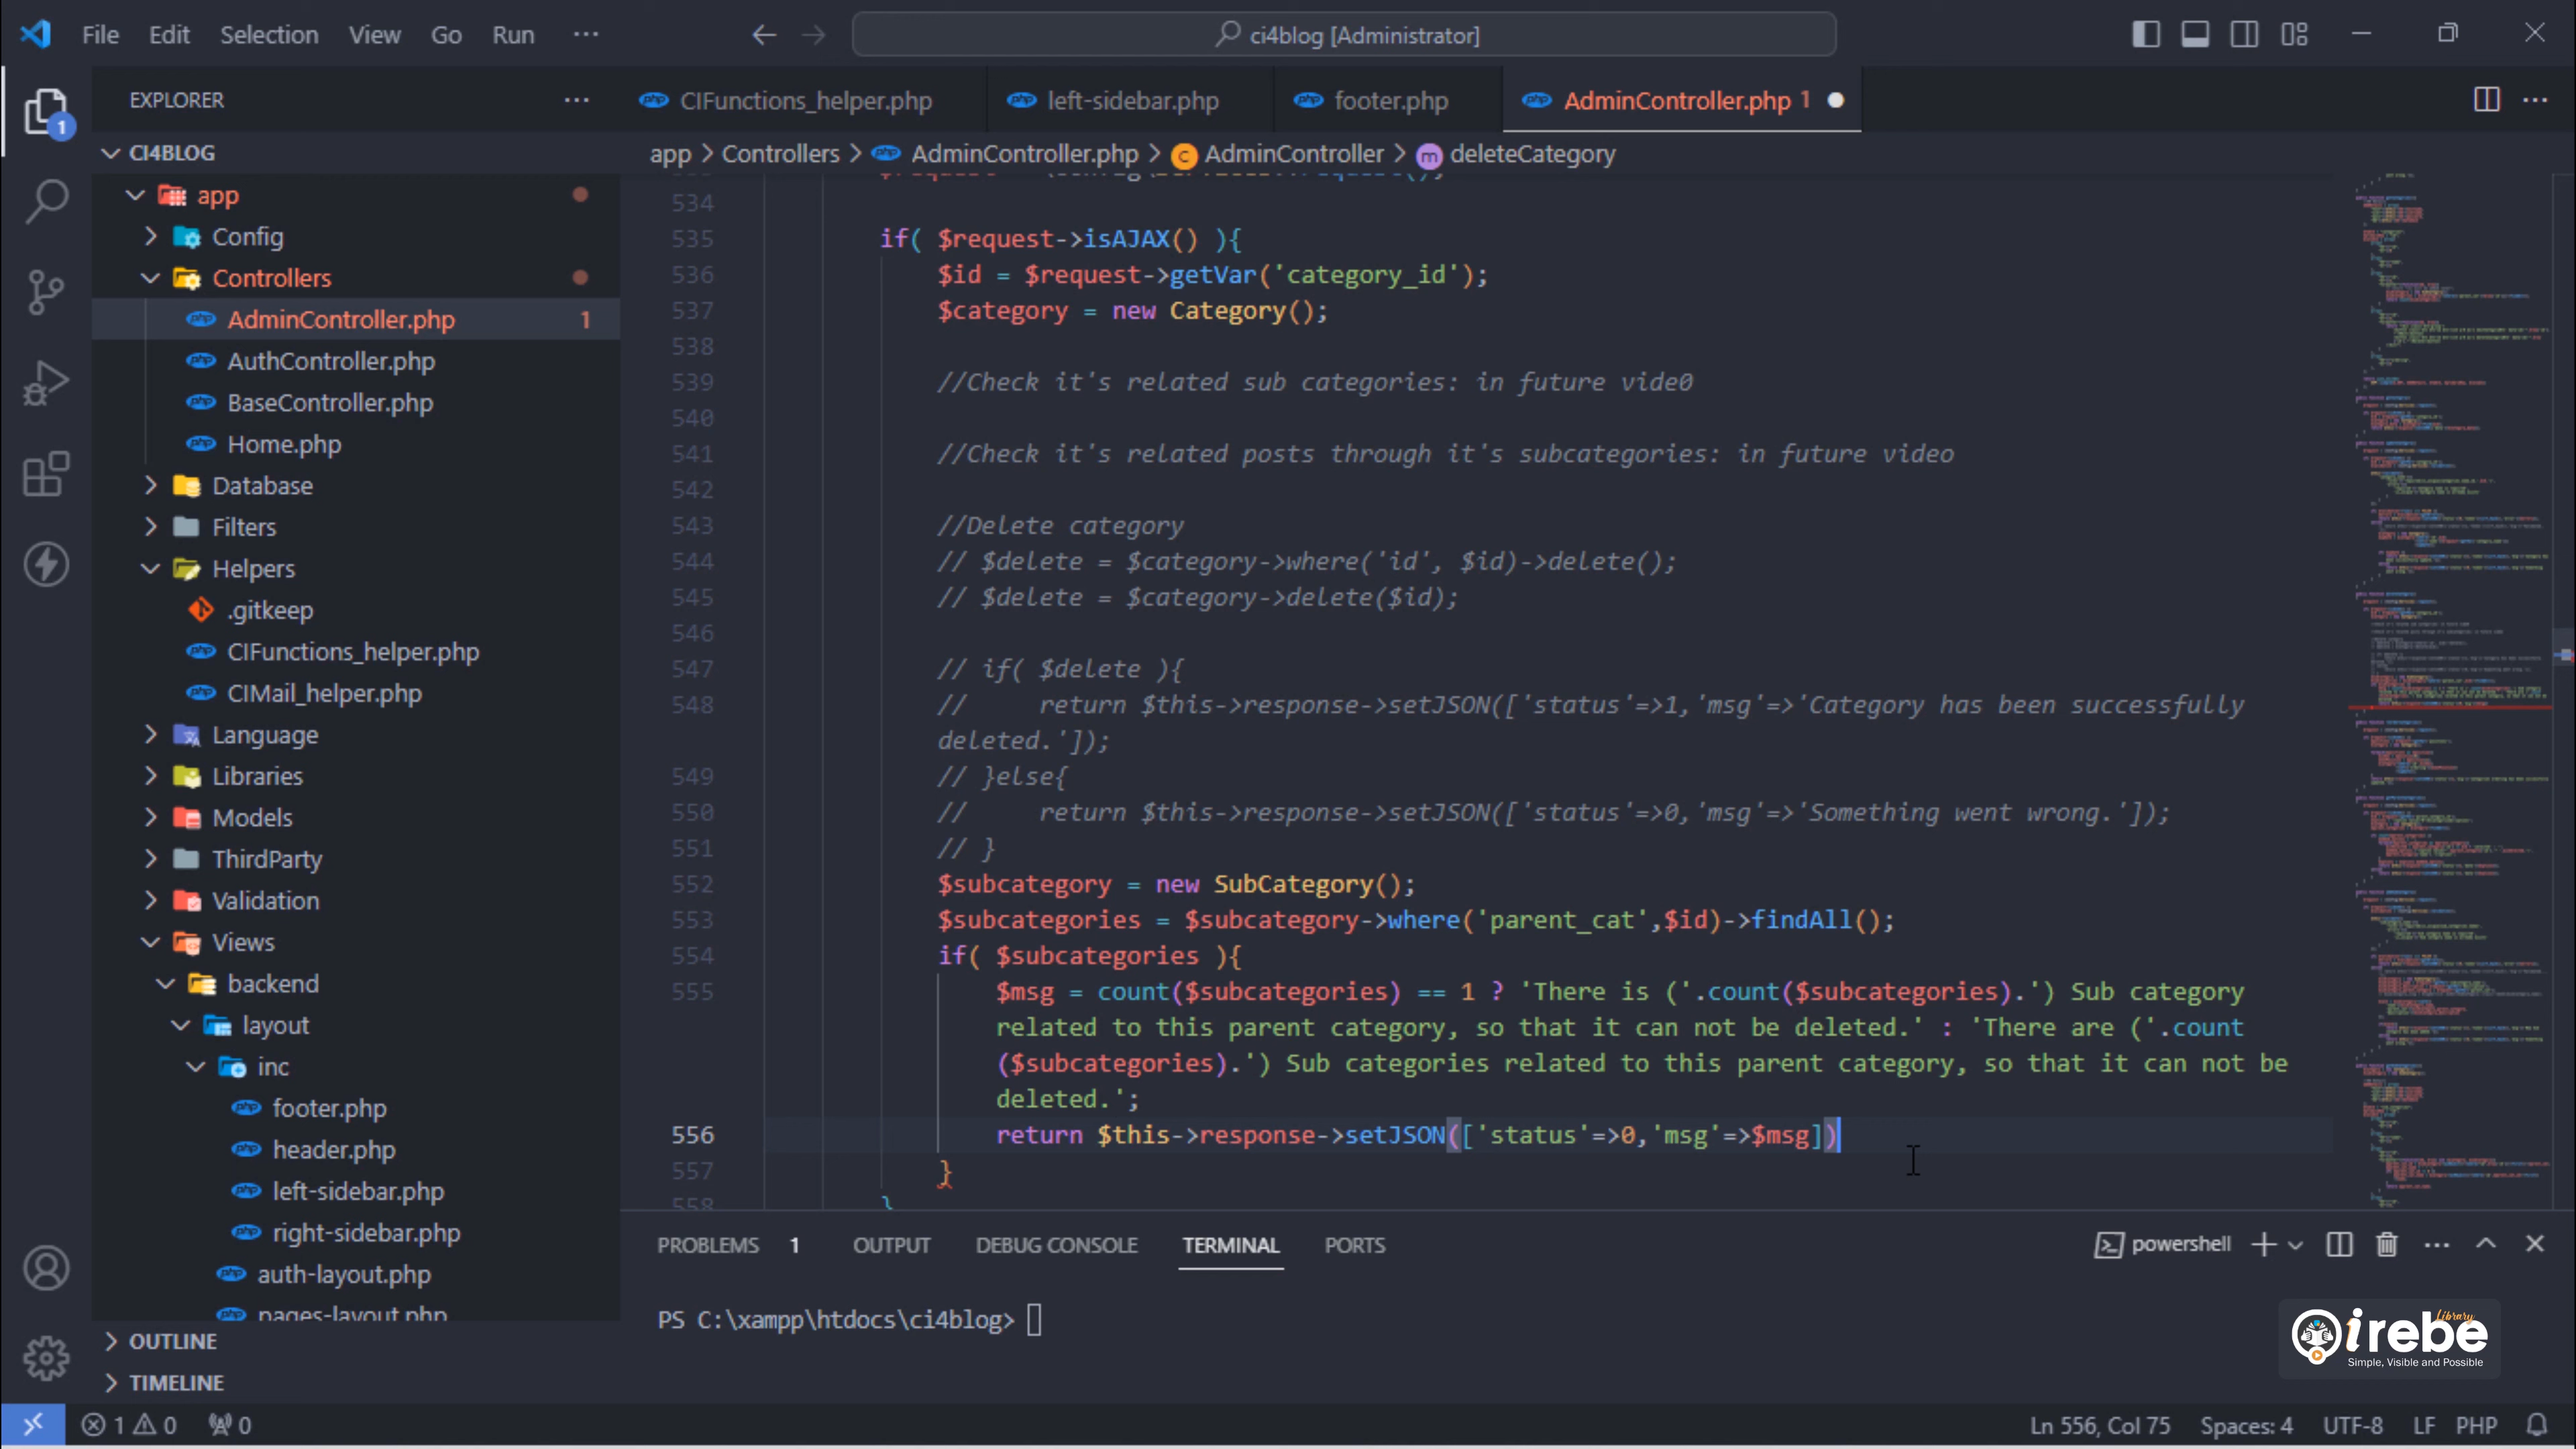 File Edit Selection View Go Run ··· ci4blog [Administrator]
EXPLORER ···
CIFunctions_helper.php left-sidebar.php footer.php AdminController.php 1
CI4BLOG
app > Controllers > AdminController.php > AdminController > deleteCategory
app
Config
Controllers
AdminController.php 1
AuthController.php
BaseController.php
Home.php
Database
Filters
Helpers
.gitkeep
CIFunctions_helper.php
CIMail_helper.php
Language
Libraries
Models
ThirdParty
Validation
Views
backend
layout
inc
footer.php
header.php
left-sidebar.php
right-sidebar.php
auth-layout.php
pages-layout.php
OUTLINE
TIMELINE
534
535 if( $request->isAJAX() ){
536 $id = $request->getVar('category_id');
537 $category = new Category();
538
539 //Check it's related sub categories: in future vide0
540
541 //Check it's related posts through it's subcategories: in future video
542
543 //Delete category
544 // $delete = $category->where('id', $id)->delete();
545 // $delete = $category->delete($id);
546
547 // if( $delete ){
548 // return $this->response->setJSON(['status'=>1,'msg'=>'Category has been successfully
deleted.']);
549 // }else{
550 // return $this->response->setJSON(['status'=>0,'msg'=>'Something went wrong.']);
551 // }
552 $subcategory = new SubCategory();
553 $subcategories = $subcategory->where('parent_cat',$id)->findAll();
554 if( $subcategories ){
555 $msg = count($subcategories) == 1 ? 'There is ('.count($subcategories).') Sub category
related to this parent category, so that it can not be deleted.' : 'There are ('.count
($subcategories).') Sub categories related to this parent category, so that it can not be
deleted.';
556 return $this->response->setJSON(['status'=>0,'msg'=>$msg])
557 }
558 }
PROBLEMS 1 OUTPUT DEBUG CONSOLE TERMINAL PORTS powershell
PS C:\xampp\htdocs\ci4blog>
irebe Library
Simple, Visible and Possible
1 0 0 Ln 556, Col 75 Spaces: 4 UTF-8 LF PHP